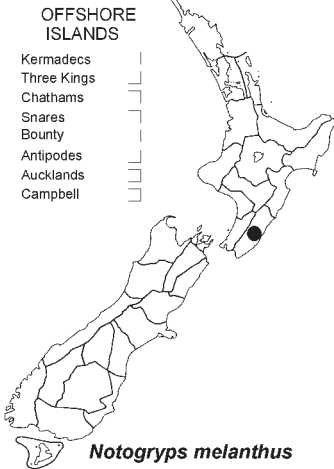 OFFSHORE
ISLANDS
Kermadecs
Three Kings
Chathams
Snares
Bounty
Antipodes
Aucklands
Campbell
Notogryps melanthus